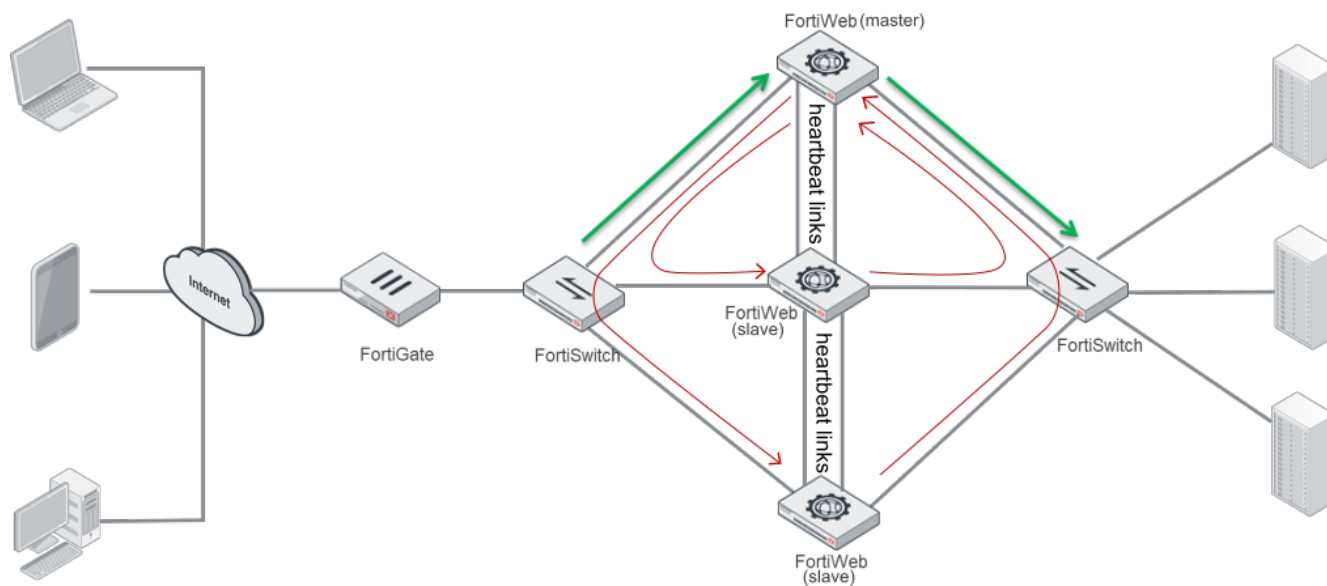 FortiWeb (master)
heartbeat links
Internet
FortiWeb
(slave)
FortiGate
FortiSwitch
FortiSwitch
heartbeat links
FortiWeb
(slave)